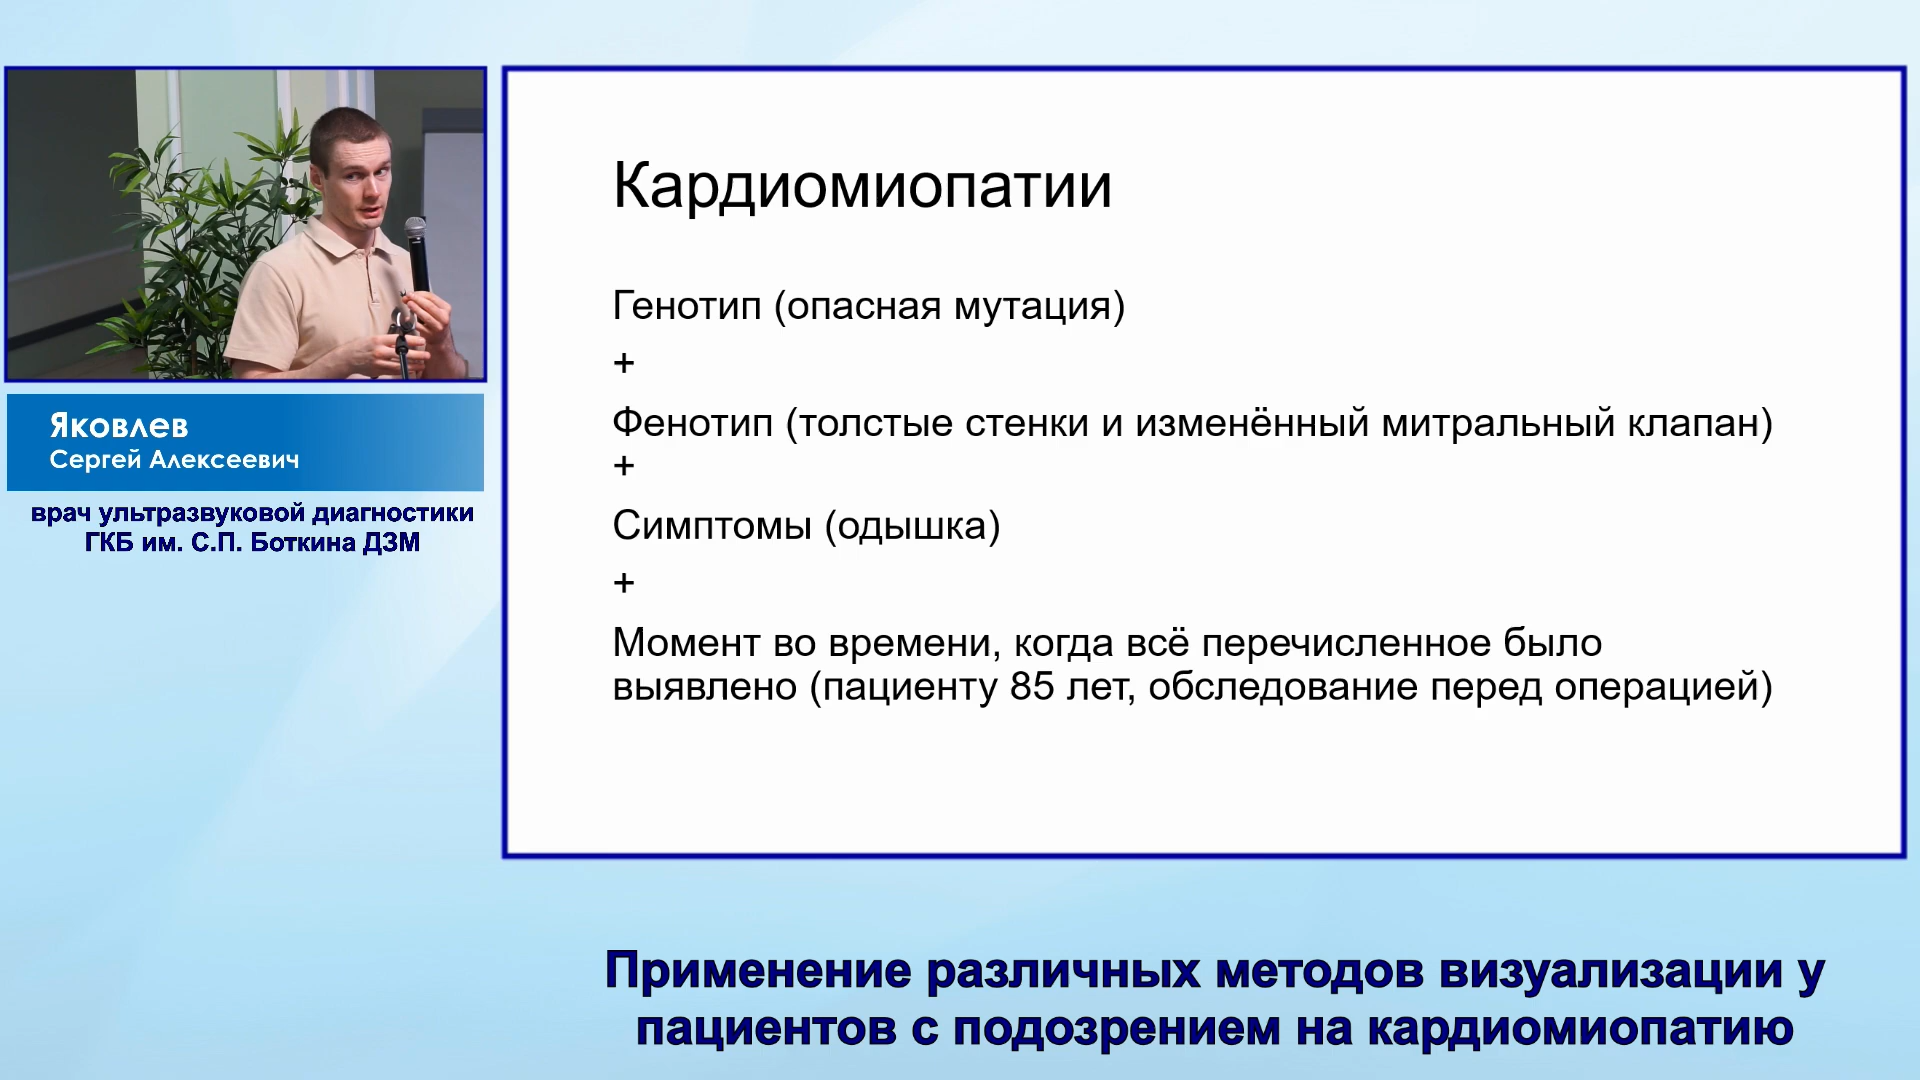 Яковлев
Сергей Алексеевич
врач ультразвуковой диагностики
ГКБ им. С.П. Боткина ДЗМ
Кардиомиопатии
Генотип (опасная мутация)
+
Фенотип (толстые стенки и изменённый митральный клапан)
+
Симптомы (одышка)
+
Момент во времени, когда всё перечисленное было
выявлено (пациенту 85 лет, обследование перед операцией)
Применение различных методов визуализации у
пациентов с подозрением на кардиомиопатию